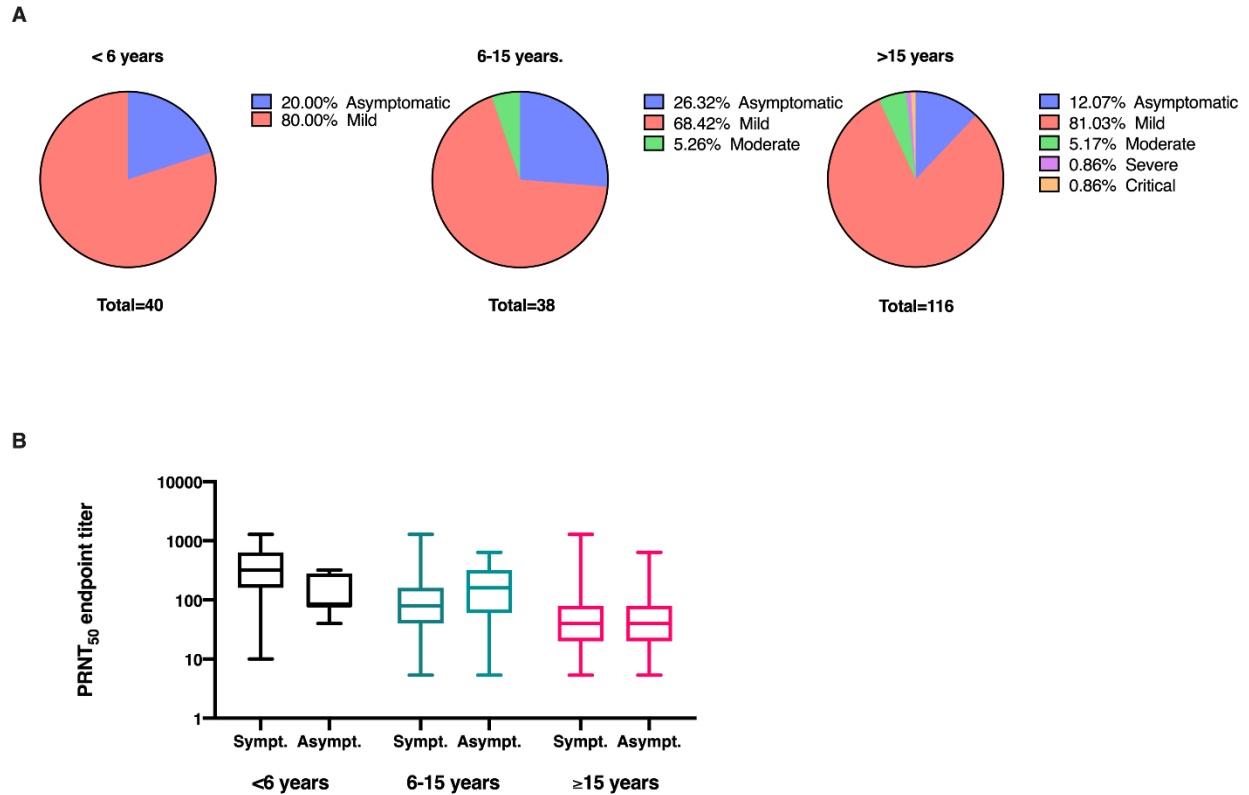 A
< 6 years
20.00% Asymptomatic
80.00% Mild
Total=40
6-15 years.
26.32% Asymptomatic
68.42% Mild
5.26% Moderate
Total=38
>15 years
12.07% Asymptomatic
81.03% Mild
5.17% Moderate
0.86% Severe
0.86% Critical
Total=116
B
PRNT50 endpoint titer
10000
1000
100
10
1
Sympt. Asympt. Sympt. Asympt. Sympt. Asympt.
<6 years 6-15 years ≥15 years